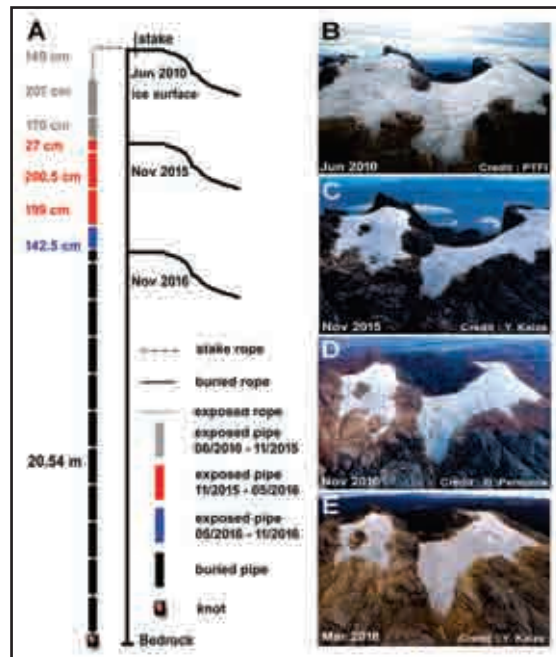 A
stake
Jun 2010
ice surface
149 cm
207 cm
170 cm
27 cm
200.5 cm
199 cm
142.5 cm
Nov 2015
Nov 2016
20.54 m
stake rope
buried rope
exposed rope
exposed pipe
06/2010 - 11/2015
exposed pipe
11/2015 - 05/2016
exposed pipe
05/2016 - 11/2016
buried pipe
knot
Bedrock
B
Jun 2010
Credit : PTFI
C
Nov 2015
Credit : Y. Kaize
D
Nov 2016
Credit :
E
Mar 2018
Credit : Y. Kaize